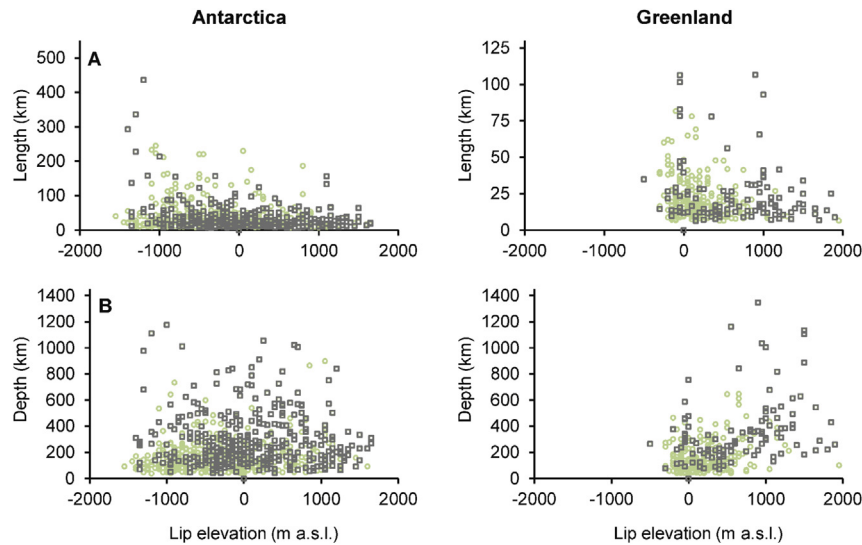 Antarctica
Greenland
A
Length (km)
500
400
300
200
100
0
-2000 -1000 0 1000 2000
Length (km)
125
100
75
50
25
0
-2000 -1000 0 1000 2000
B
Depth (km)
1400
1200
1000
800
600
400
200
0
-2000 -1000 0 1000 2000
Lip elevation (m a.s.l.)
Depth (km)
1400
1200
1000
800
600
400
200
0
-2000 -1000 0 1000 2000
Lip elevation (m a.s.l.)